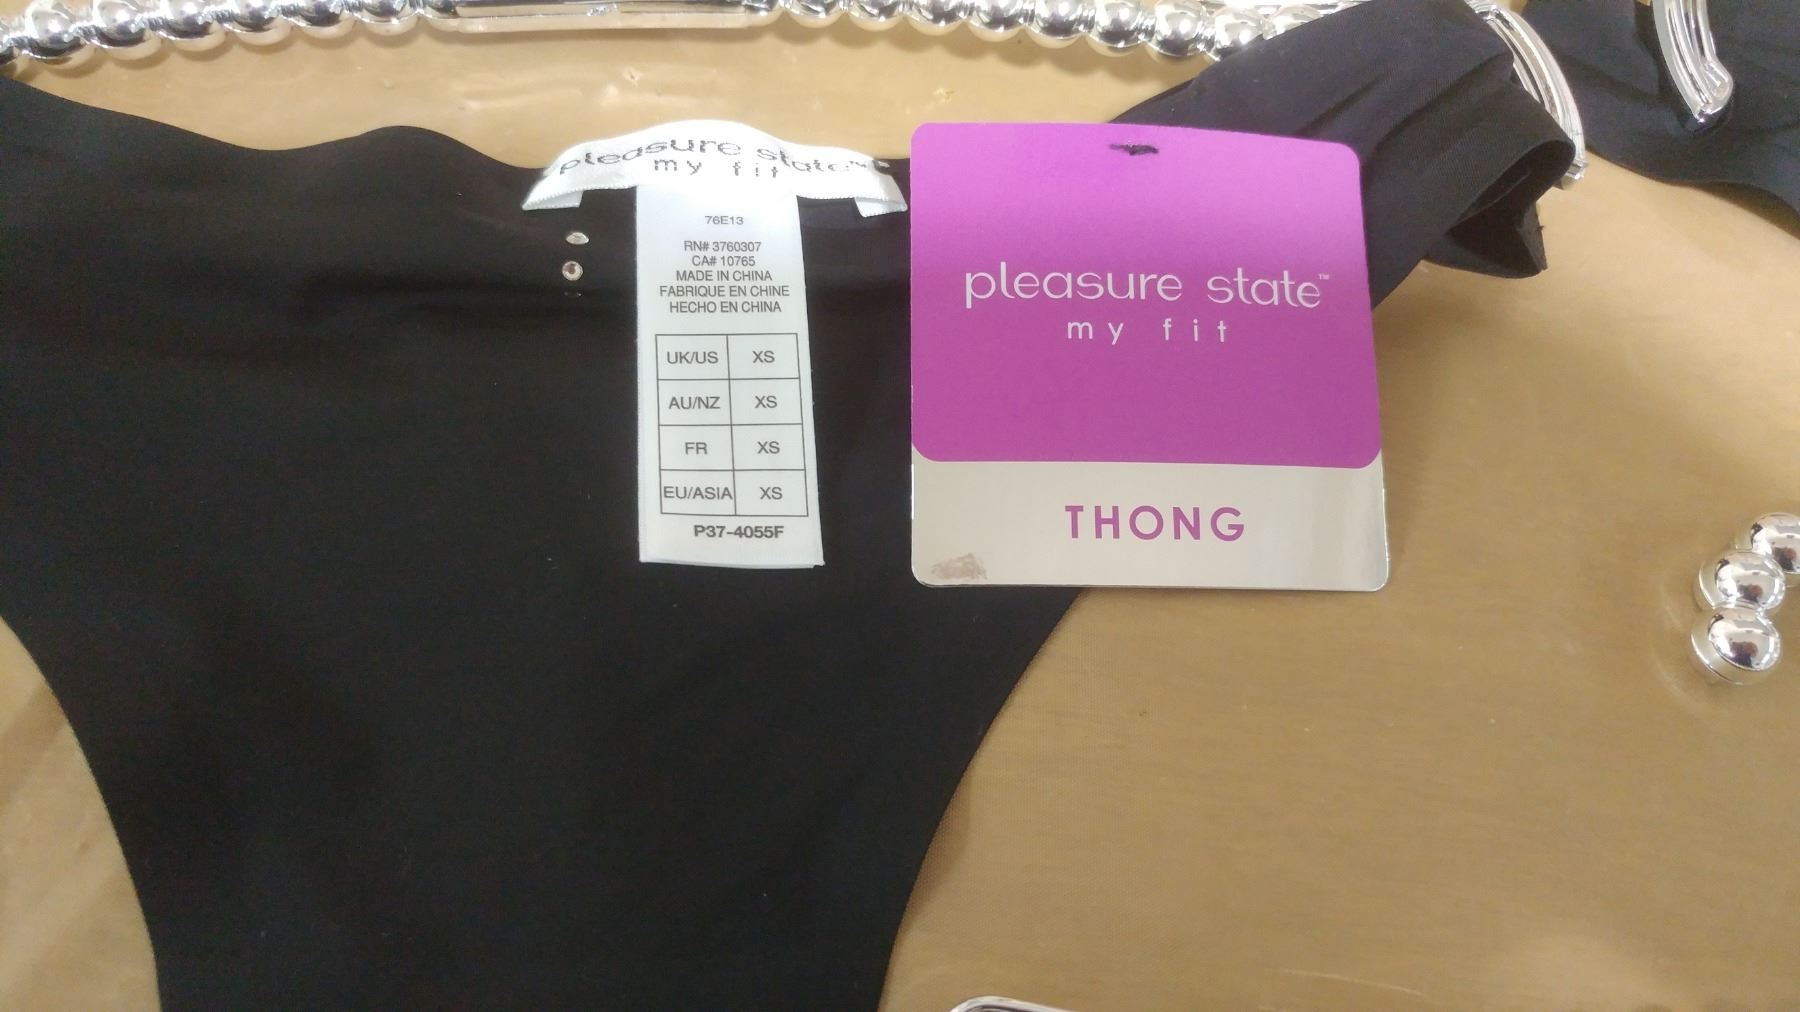 pleasure state™
my fit
76E13
RN# 3760307
CA# 10765
MADE IN CHINA
FABRIQUE EN CHINE
HECHO EN CHINA
UK/US XS
AU/NZ XS
FR XS
EU/ASIA XS
P37-4055F
pleasure state™
my fit
THONG